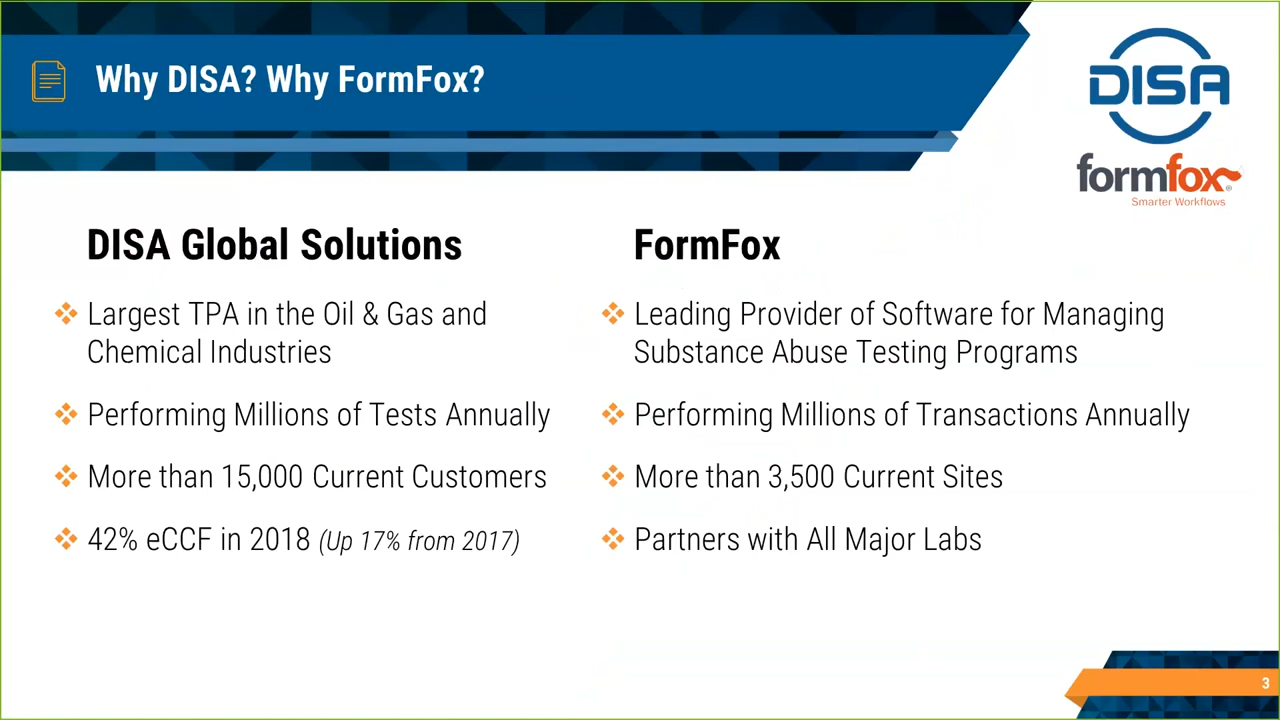 Why DISA? Why FormFox?
DISA
formfox®
Smarter Workflows
DISA Global Solutions
Largest TPA in the Oil & Gas and
Chemical Industries
Performing Millions of Tests Annually
More than 15,000 Current Customers
42% eCCF in 2018 (Up 17% from 2017)
FormFox
Leading Provider of Software for Managing
Substance Abuse Testing Programs
Performing Millions of Transactions Annually
More than 3,500 Current Sites
Partners with All Major Labs
3